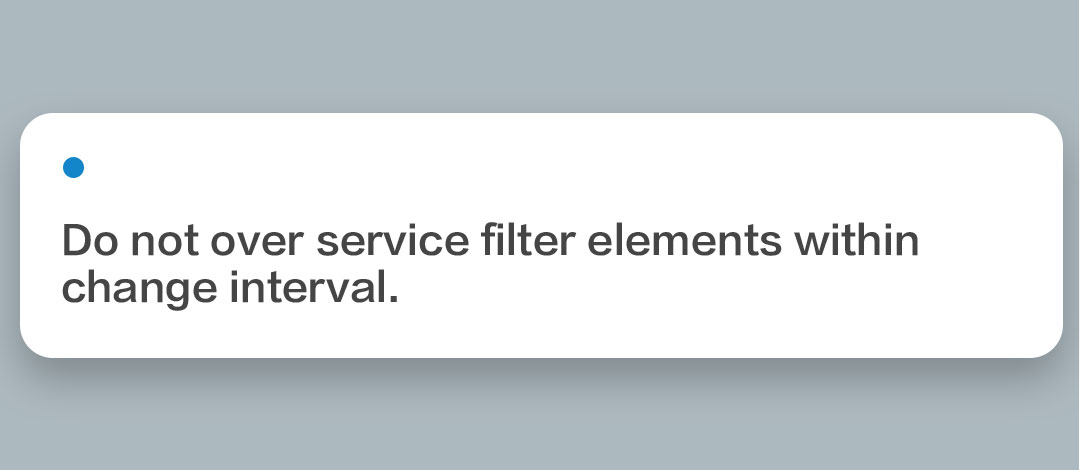 Do not over service filter elements within
change interval.